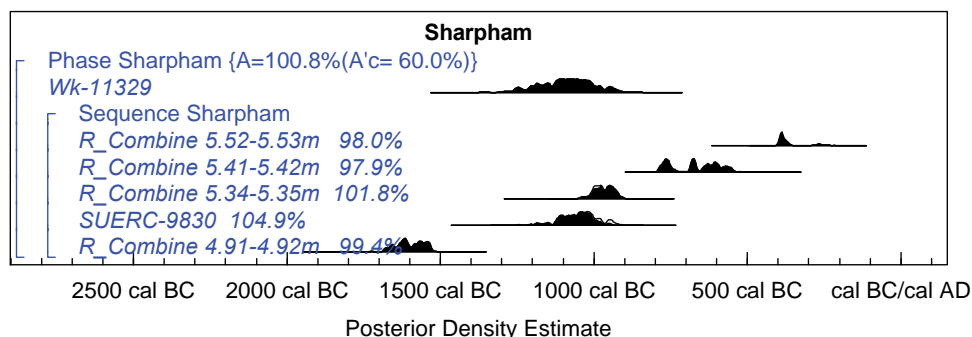 Sharpham
Phase Sharpham {A=100.8%(A'c= 60.0%)}
Wk-11329
Sequence Sharpham
R_Combine 5.52-5.53m 98.0%
R_Combine 5.41-5.42m 97.9%
R_Combine 5.34-5.35m 101.8%
SUERC-9830 104.9%
R_Combine 4.91-4.92m 99.4%
2500 cal BC 2000 cal BC 1500 cal BC 1000 cal BC 500 cal BC cal BC/cal AD
Posterior Density Estimate